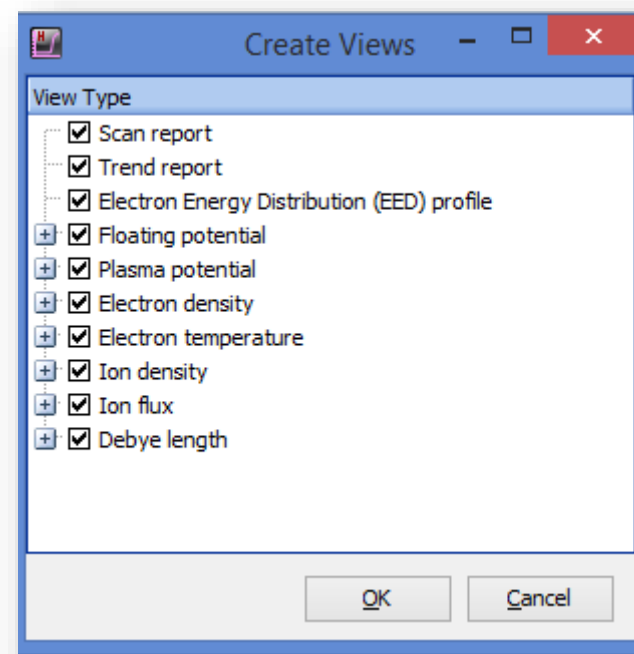 Create Views
View Type
Scan report
Trend report
Electron Energy Distribution (EED) profile
Floating potential
Plasma potential
Electron density
Electron temperature
Ion density
Ion flux
Debye length
OK
Cancel